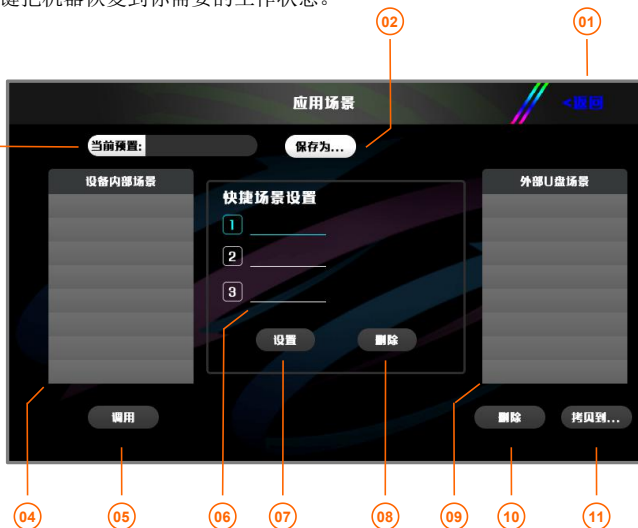 键把机器恢复到你需要的工作状态。
02
01
应用场景
<返回
当前预置:
保存为...
设备内部场景
快捷场景设置
外部U盘场景
1
2
3
设置
删除
调用
删除
拷贝到...
04
05
06
07
08
09
10
11